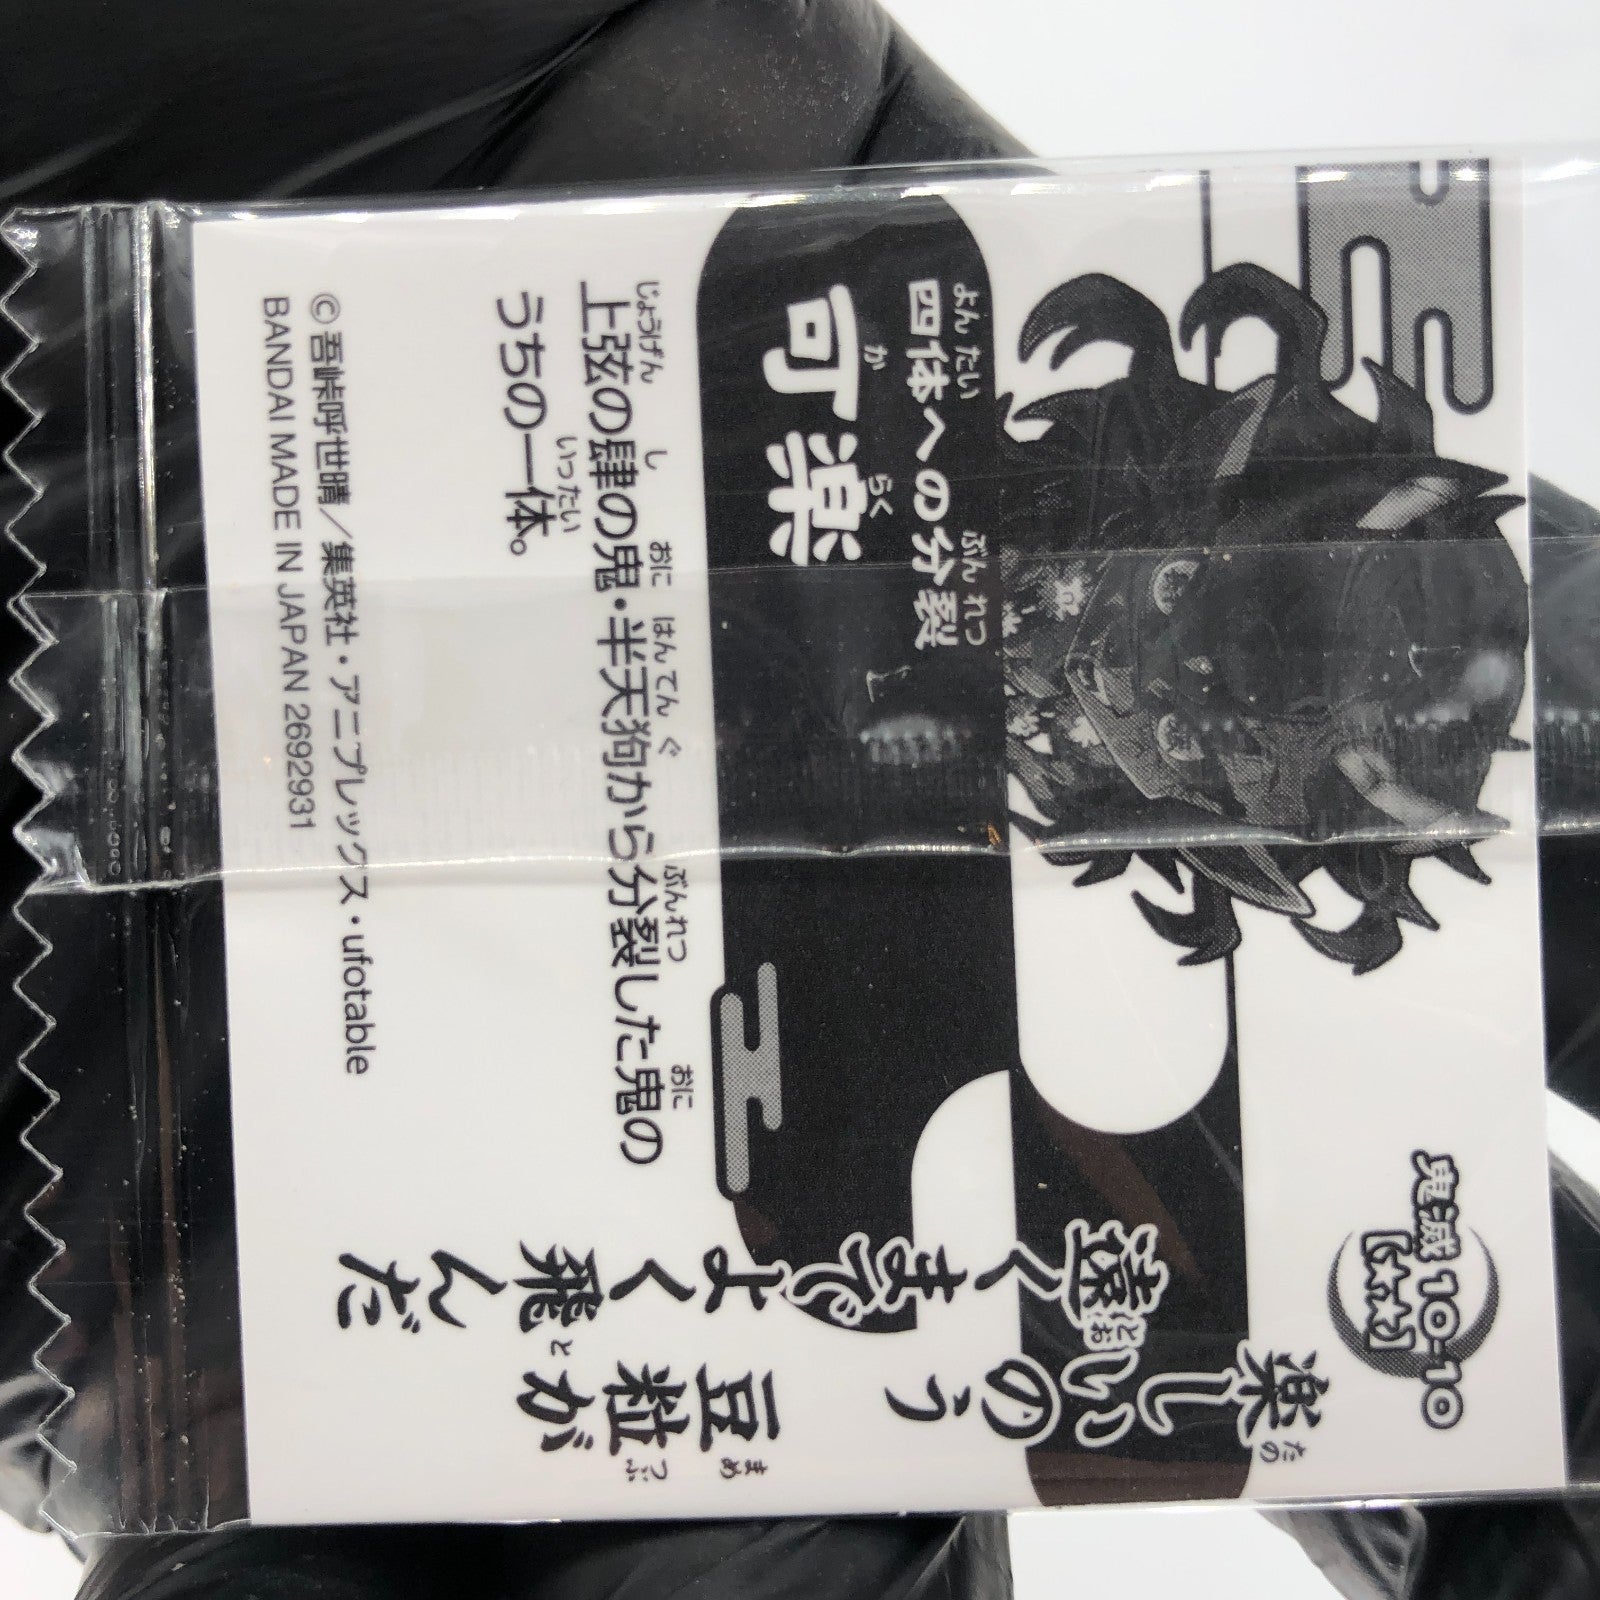 鬼滅10-10
【☆☆☆】
楽しいのう
豆粒が
遠くまで
よく飛んだ
四体への分裂
可楽
上弦の肆の鬼・半天狗から分裂した鬼の
うちの一体。
©吾峠呼世晴／集英社・アニプレックス・ufotable
BANDAI MADE IN JAPAN 2692931